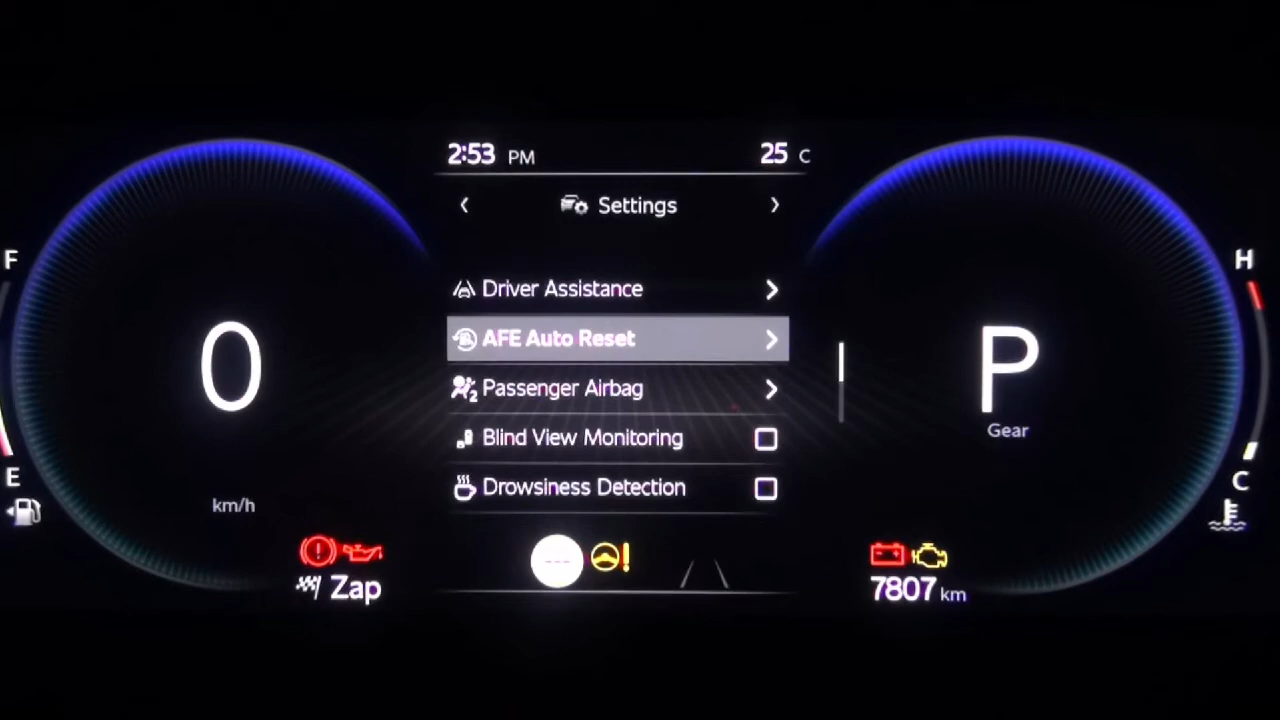 2:53 PM
25 C
Settings
F
H
Driver Assistance
AFE Auto Reset
Passenger Airbag
2
Blind View Monitoring
Drowsiness Detection
0
P
Gear
km/h
E
C
Zap
---
7807 km